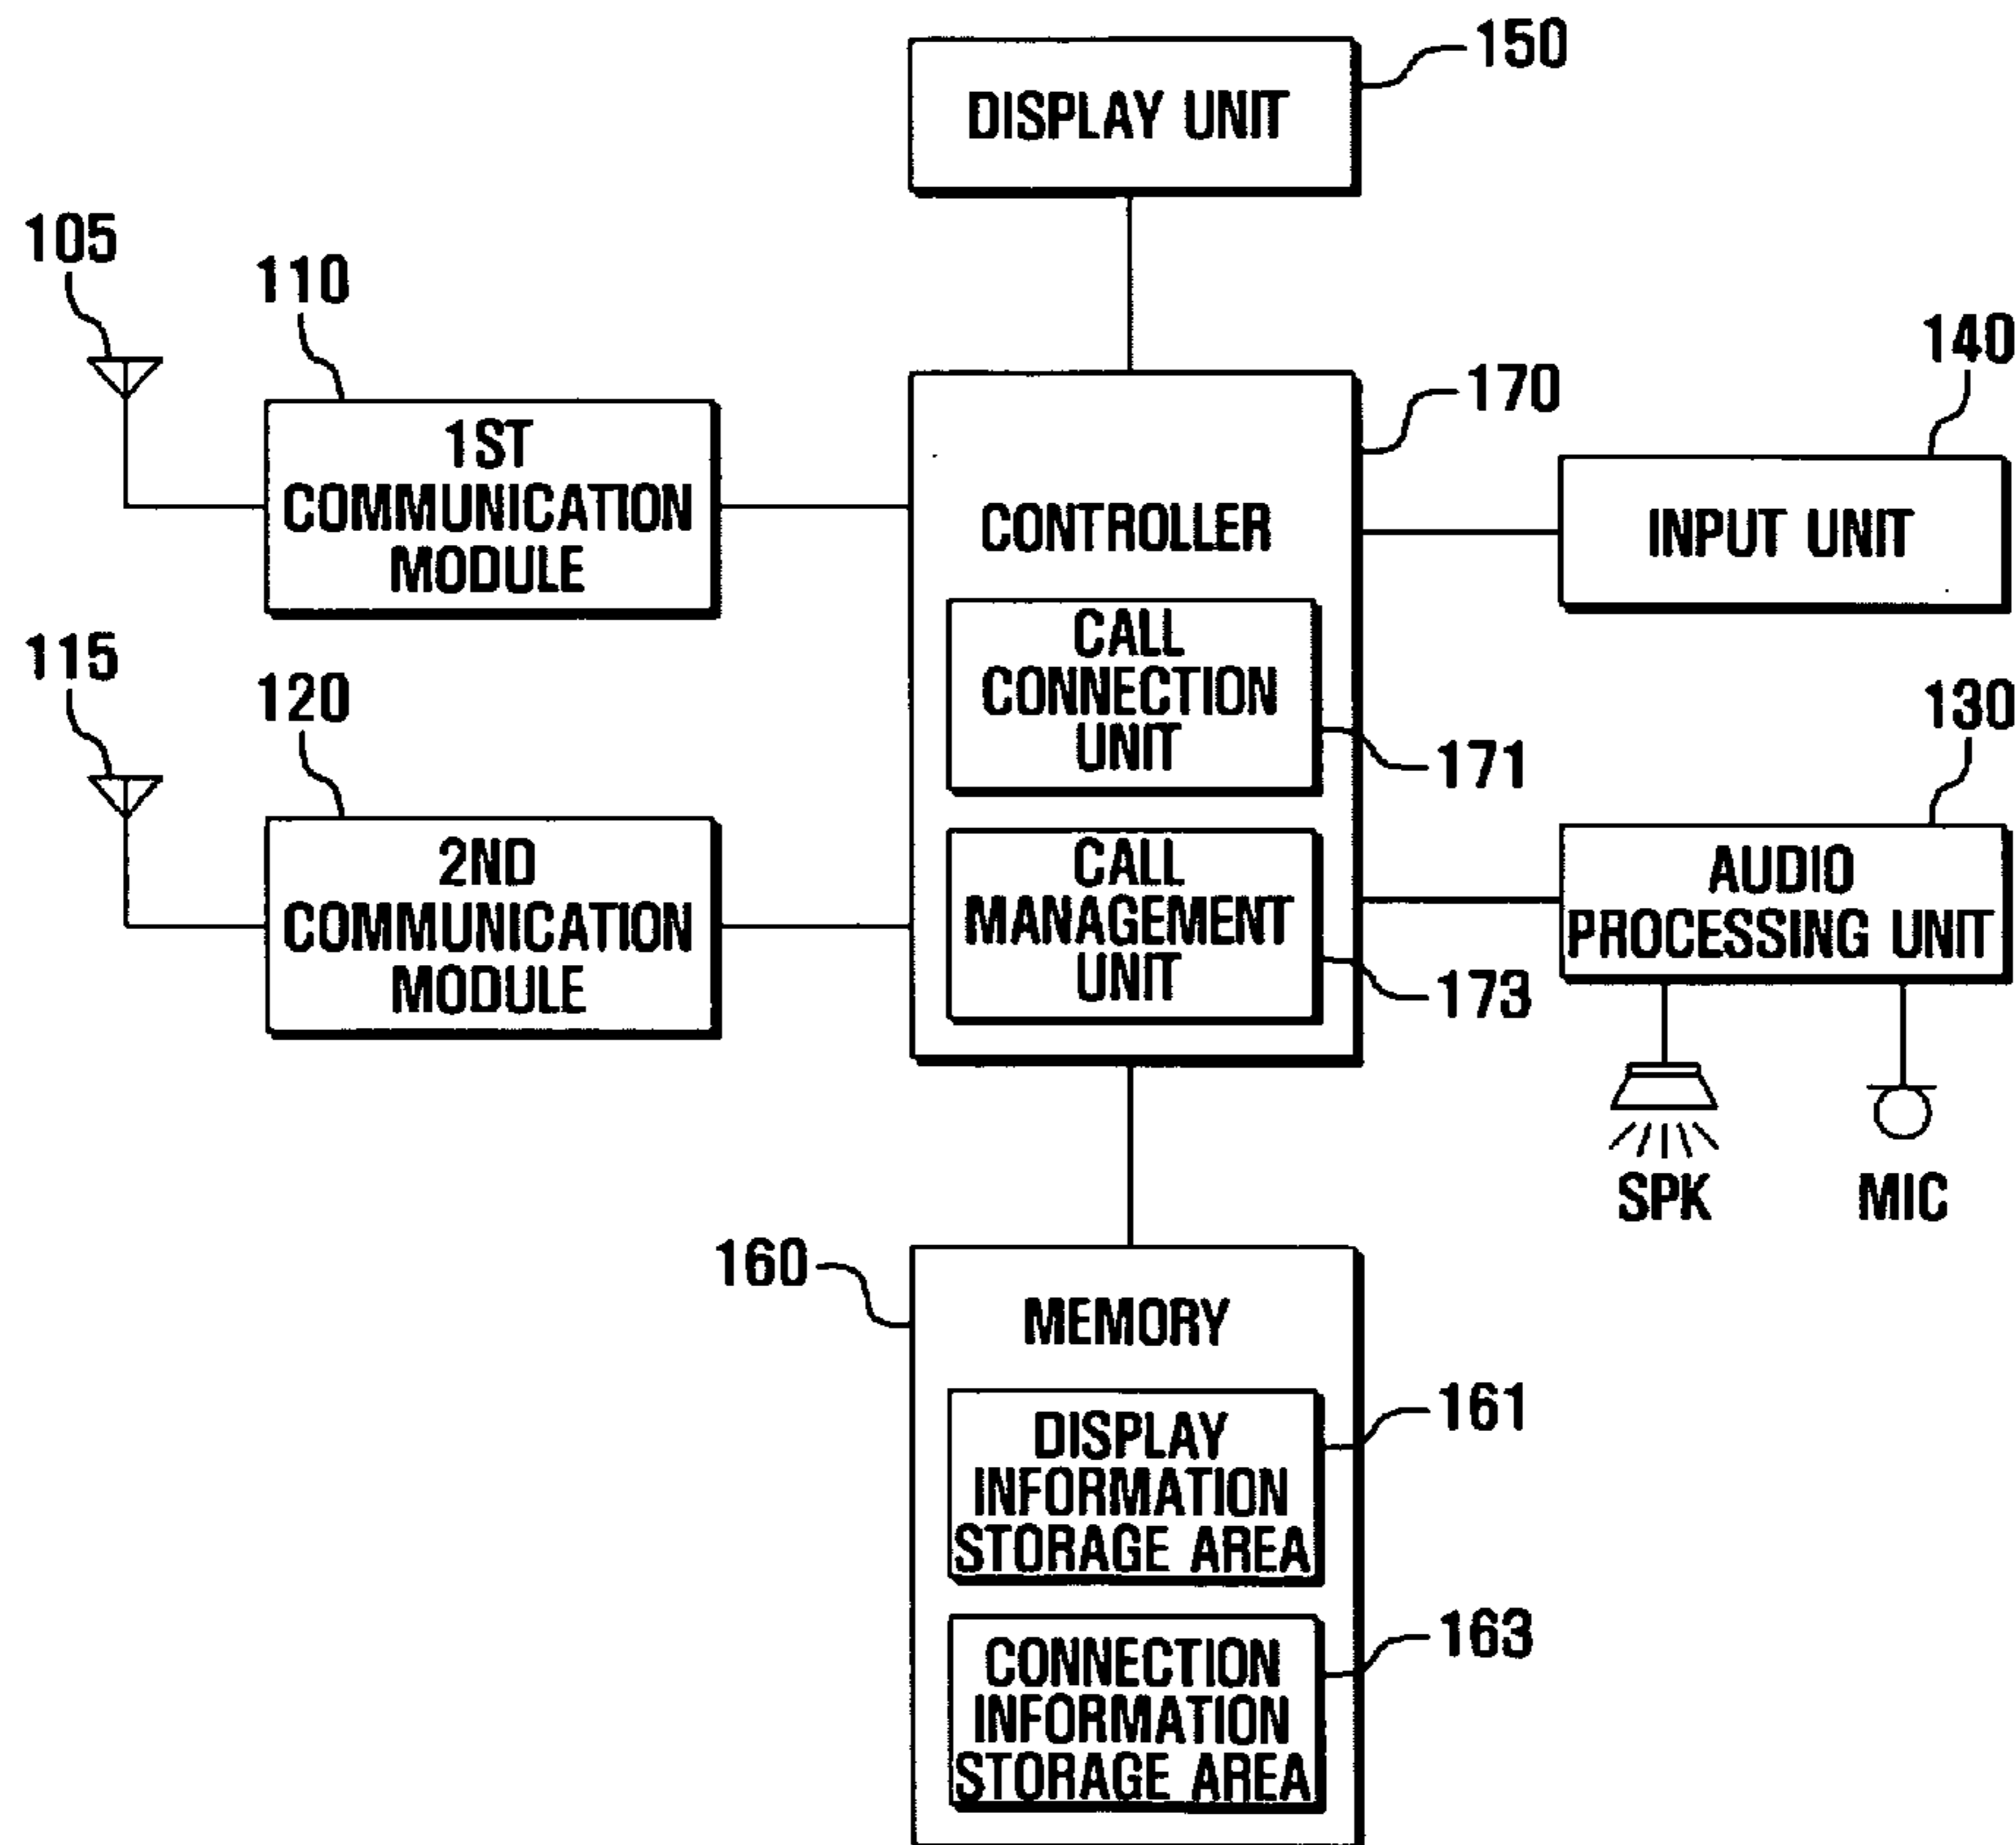 150
DISPLAY UNIT
105
110
1ST
COMMUNICATION
MODULE
170
CONTROLLER
140
INPUT UNIT
CALL
CONNECTION
UNIT
171
115
120
2ND
COMMUNICATION
MODULE
CALL
MANAGEMENT
UNIT
173
130
AUDIO
PROCESSING UNIT
SPK
MIC
160
MEMORY
161
DISPLAY
INFORMATION
STORAGE AREA
163
CONNECTION
INFORMATION
STORAGE AREA